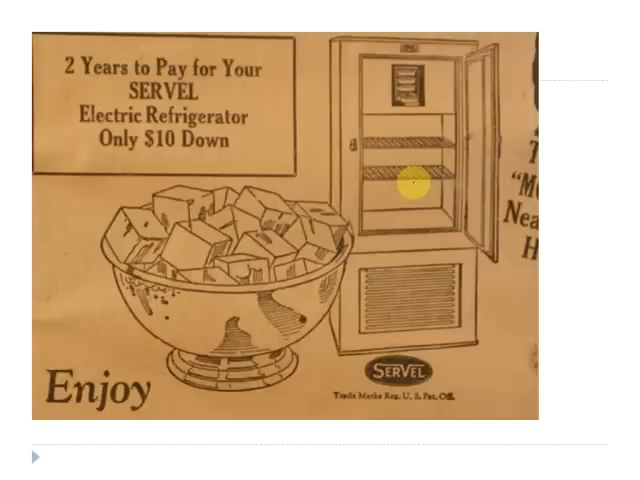 2 Years to Pay for Your
SERVEL
Electric Refrigerator
Only $10 Down
Enjoy
SERVEL
Trade Marks Reg. U. S. Pat. Off.